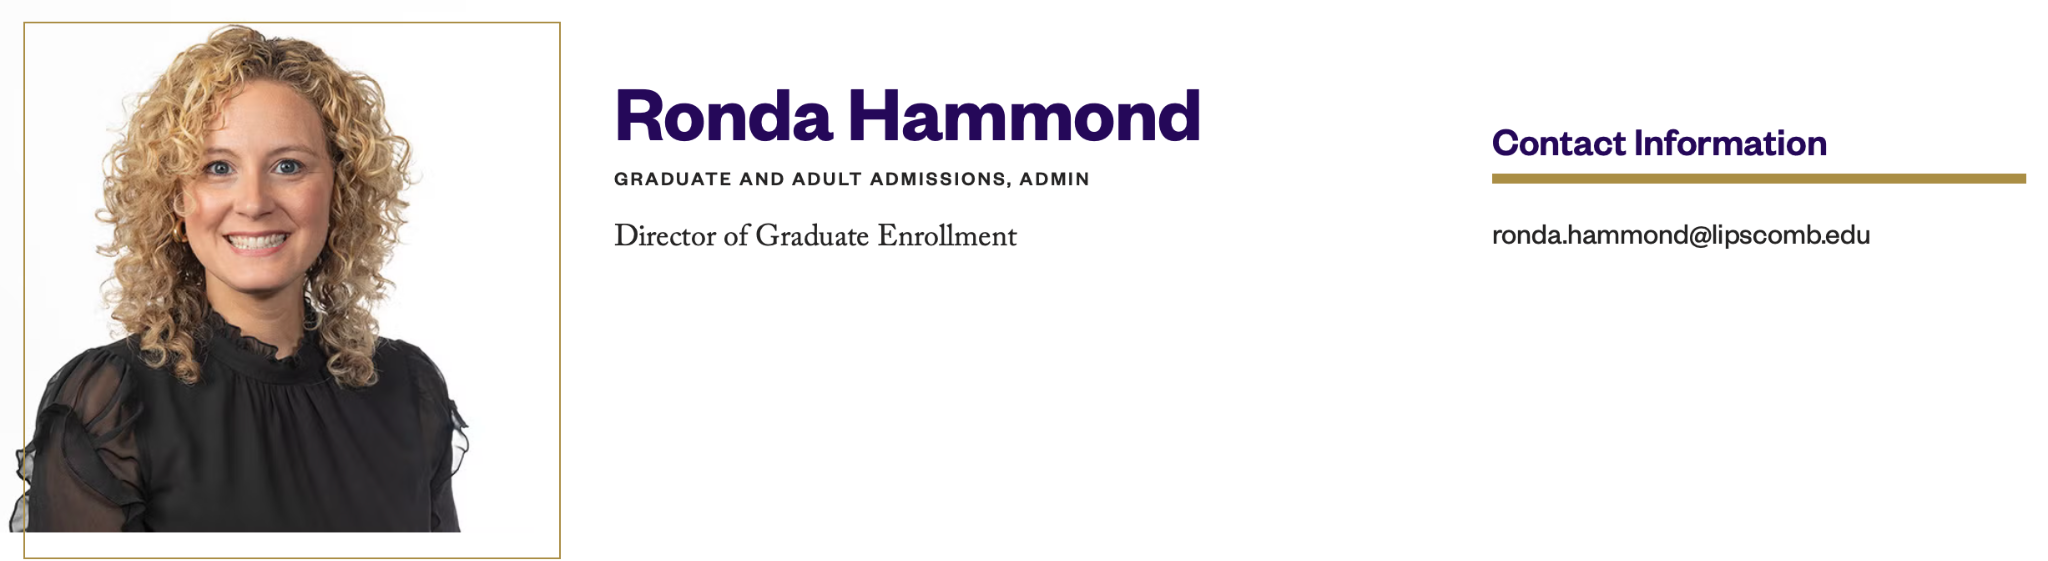 Ronda Hammond
GRADUATE AND ADULT ADMISSIONS, ADMIN
Director of Graduate Enrollment
Contact Information
ronda.hammond@lipscomb.edu